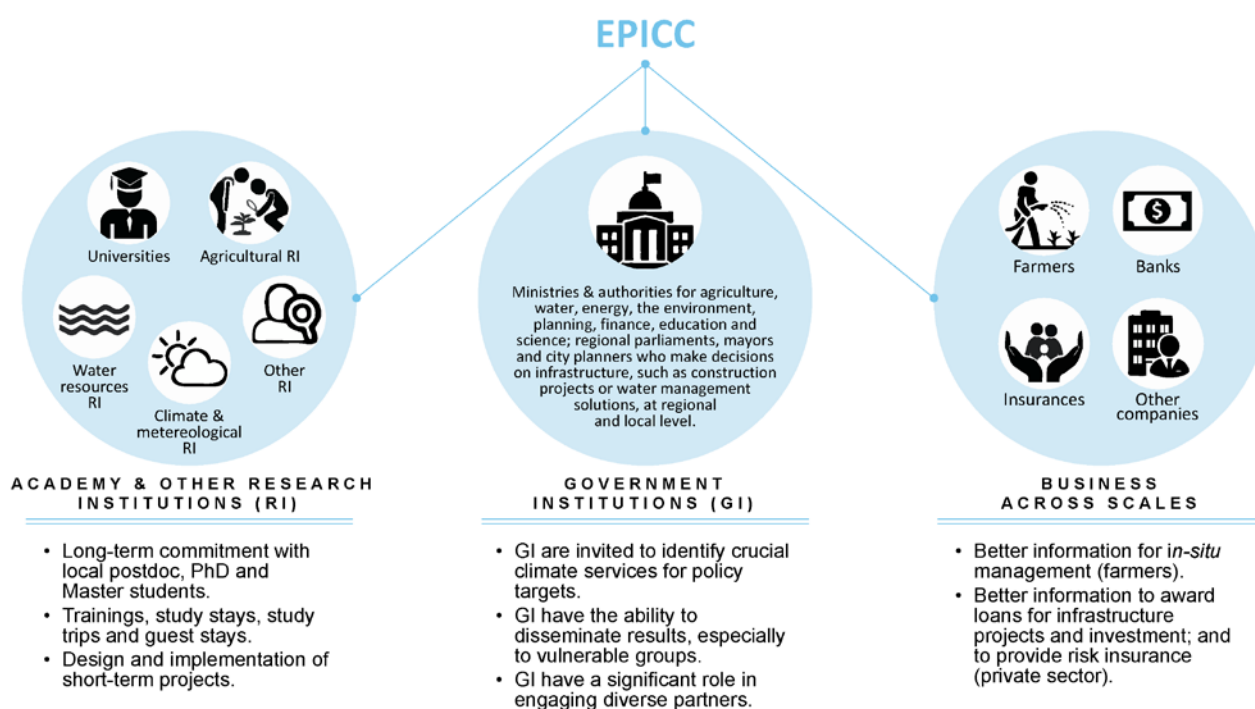 EPICC
Universities
Agricultural RI
Water
resources
RI
Climate &
metereological
RI
Other
RI
ACADEMY & OTHER RESEARCH
INSTITUTIONS (RI)
• Long-term commitment with
local postdoc, PhD and
Master students.
• Trainings, study stays, study
trips and guest stays.
• Design and implementation of
short-term projects.
Ministries & authorities for agriculture,
water, energy, the environment,
planning, finance, education and
science; regional parliaments, mayors
and city planners who make decisions
on infrastructure, such as construction
projects or water management
solutions, at regional
and local level.
GOVERNMENT
INSTITUTIONS (GI)
• GI are invited to identify crucial
climate services for policy
targets.
• GI have the ability to
disseminate results, especially
to vulnerable groups.
• GI have a significant role in
engaging diverse partners.
Farmers
Banks
$
Insurances
Other
companies
BUSINESS
ACROSS SCALES
• Better information for in-situ
management (farmers).
• Better information to award
loans for infrastructure
projects and investment; and
to provide risk insurance
(private sector).